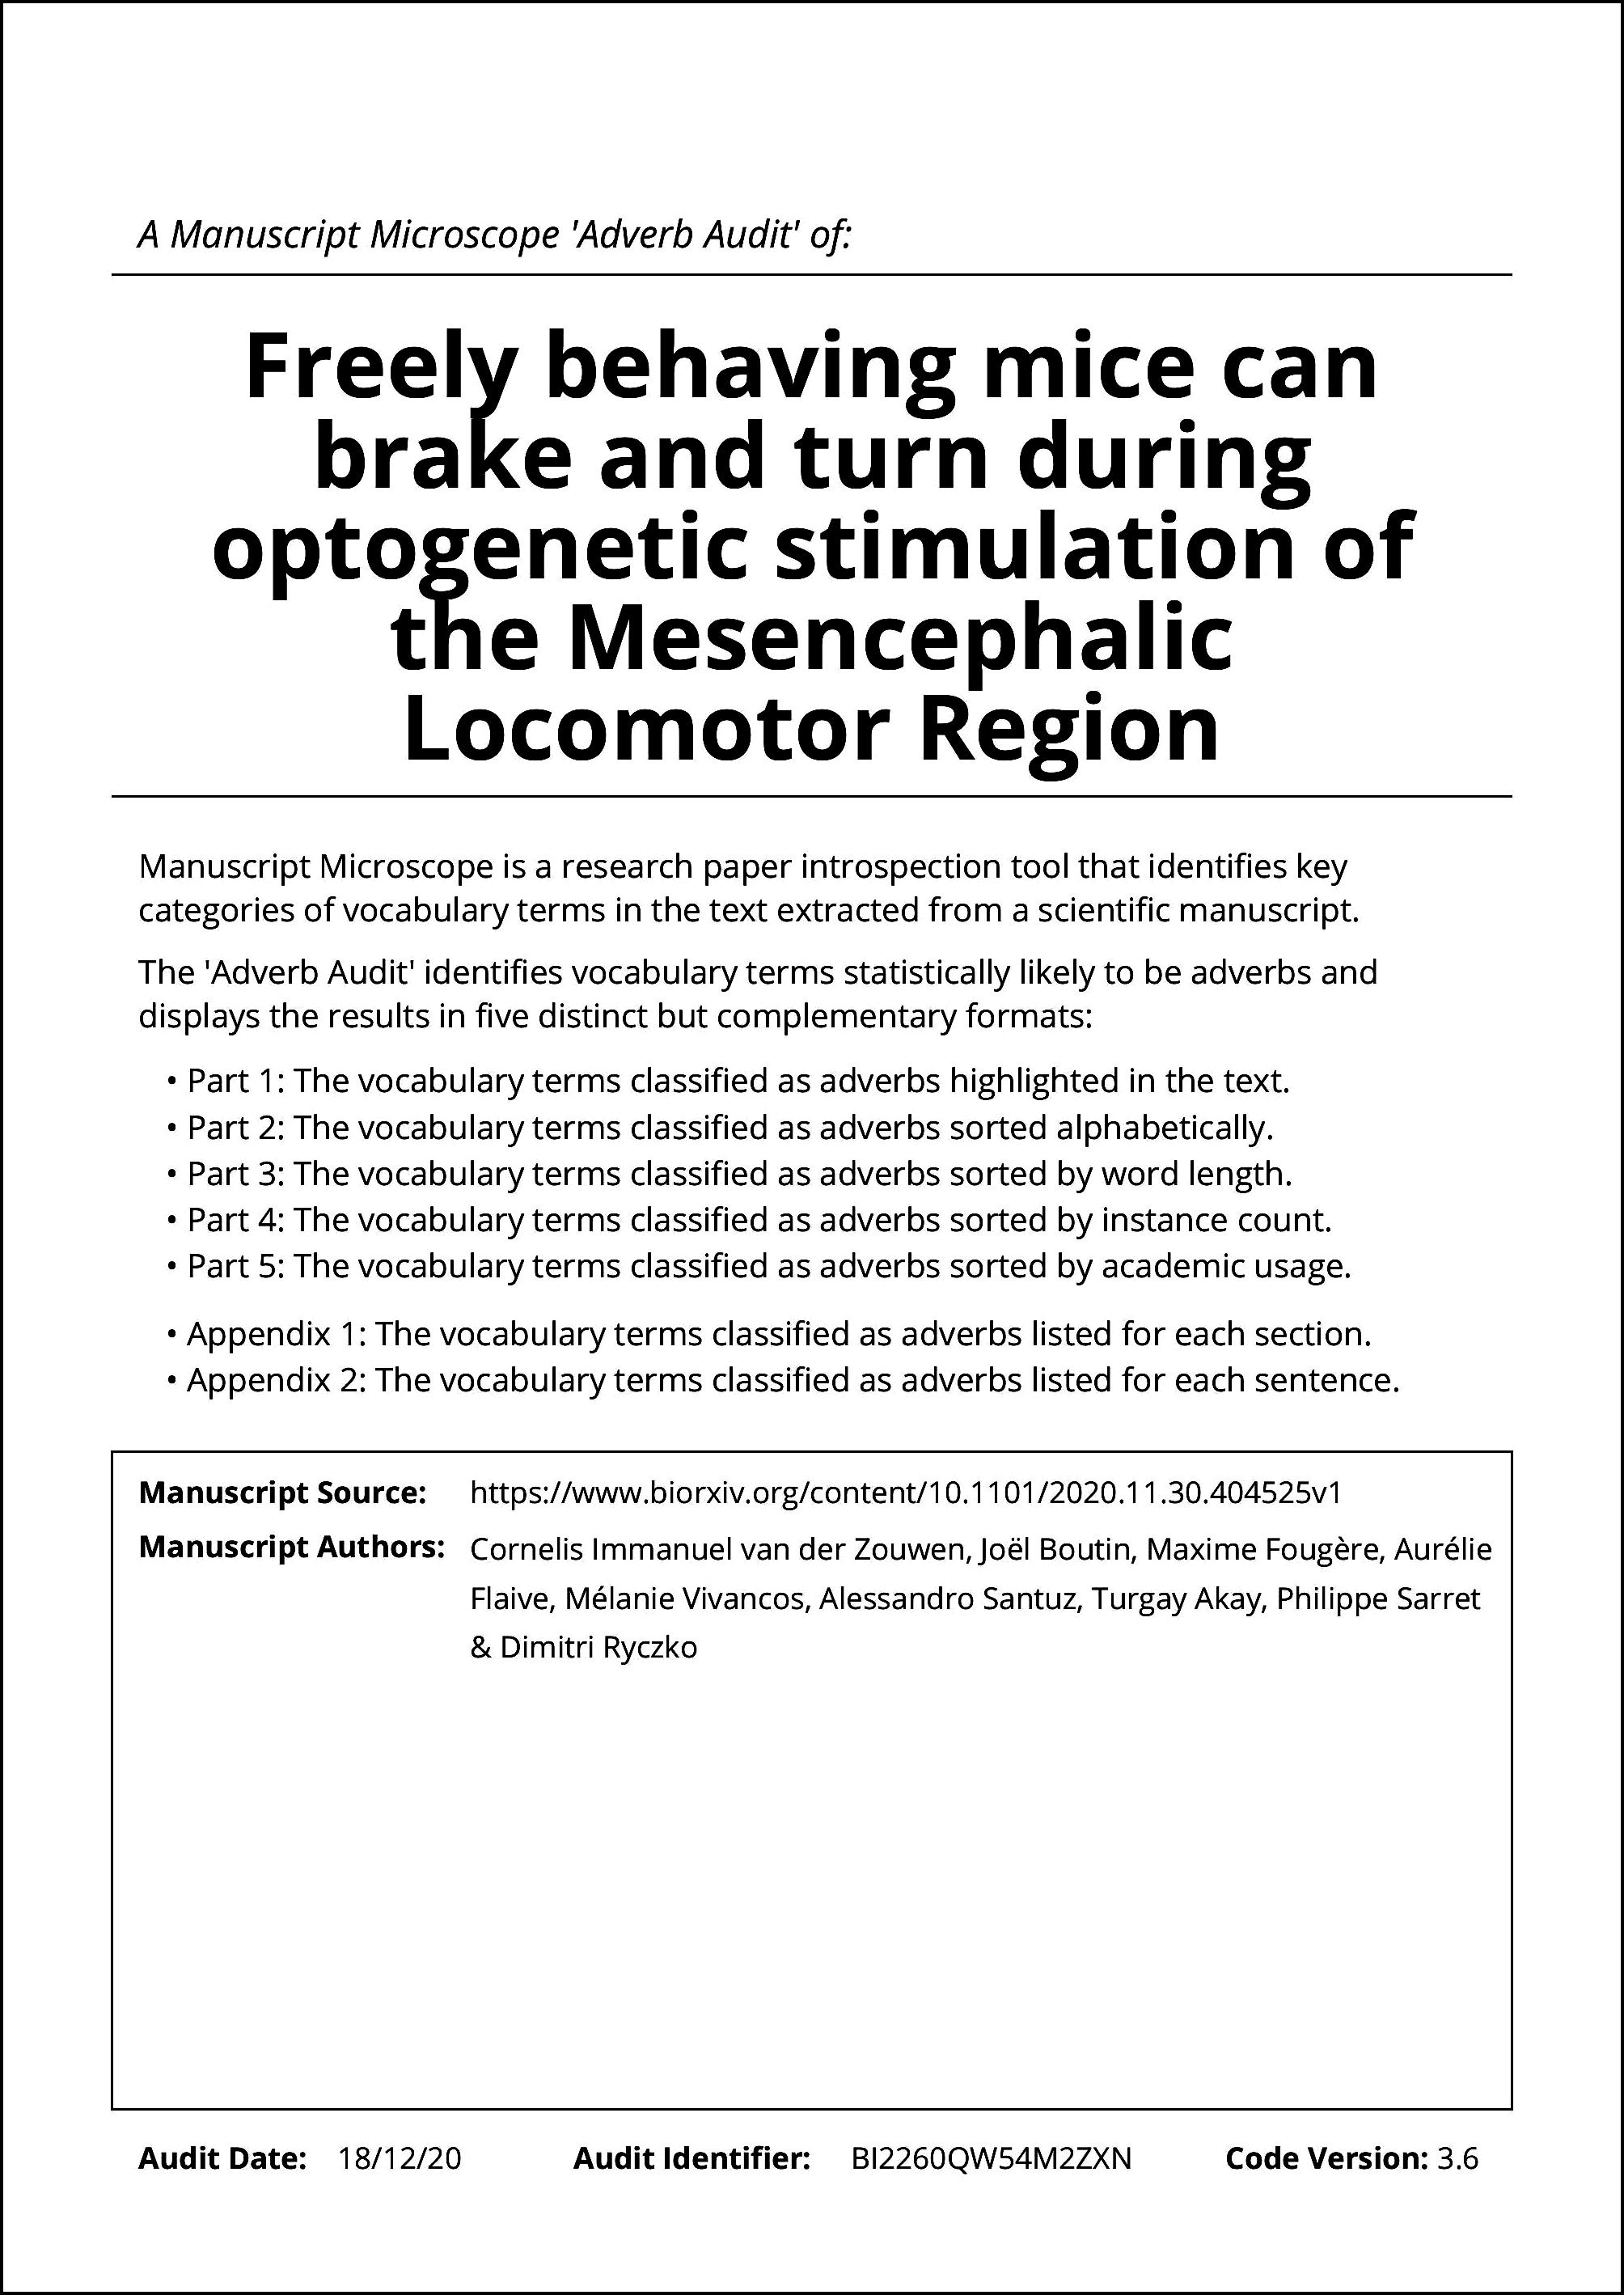 A Manuscript Microscope 'Adverb Audit' of:
Freely behaving mice can
brake and turn during
optogenetic stimulation of
the Mesencephalic
Locomotor Region
Manuscript Microscope is a research paper introspection tool that identifies key
categories of vocabulary terms in the text extracted from a scientific manuscript.
The 'Adverb Audit' identifies vocabulary terms statistically likely to be adverbs and
displays the results in five distinct but complementary formats:
• Part 1: The vocabulary terms classified as adverbs highlighted in the text.
• Part 2: The vocabulary terms classified as adverbs sorted alphabetically.
• Part 3: The vocabulary terms classified as adverbs sorted by word length.
• Part 4: The vocabulary terms classified as adverbs sorted by instance count.
• Part 5: The vocabulary terms classified as adverbs sorted by academic usage.
• Appendix 1: The vocabulary terms classified as adverbs listed for each section.
• Appendix 2: The vocabulary terms classified as adverbs listed for each sentence.
Manuscript Source: https://www.biorxiv.org/content/10.1101/2020.11.30.404525v1
Manuscript Authors: Cornelis Immanuel van der Zouwen, Joël Boutin, Maxime Fougère, Aurélie
Flaive, Mélanie Vivancos, Alessandro Santuz, Turgay Akay, Philippe Sarret
& Dimitri Ryczko
Audit Date: 18/12/20 Audit Identifier: BI2260QW54M2ZXN Code Version: 3.6